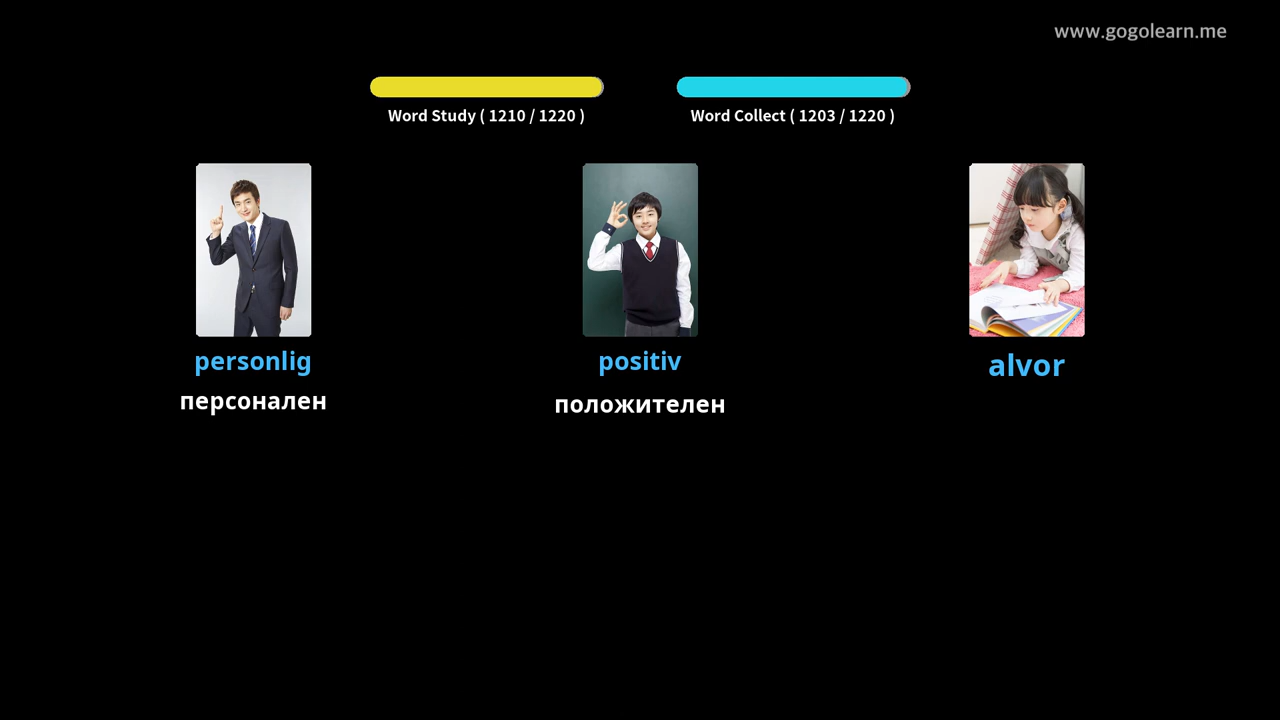 www.gogolearn.me
Word Study ( 1210 / 1220 )
Word Collect ( 1203 / 1220 )
personlig
positiv
alvor
персонален
положителен